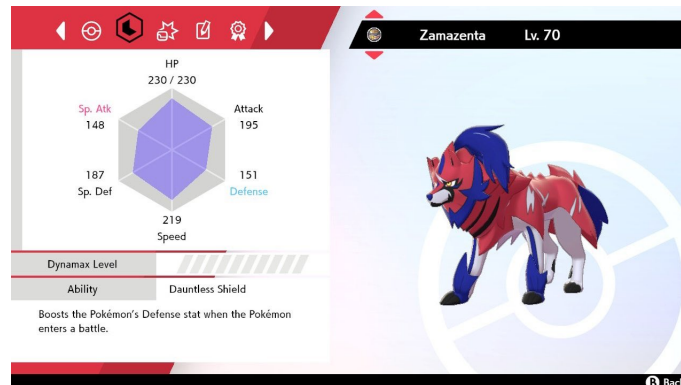 Zamazenta Lv. 70
HP
230 / 230
Sp. Atk
148
Attack
195
187
Sp. Def
151
Defense
219
Speed
Dynamax Level
Ability Dauntless Shield
Boosts the Pokémon's Defense stat when the Pokémon
enters a battle.
B Back